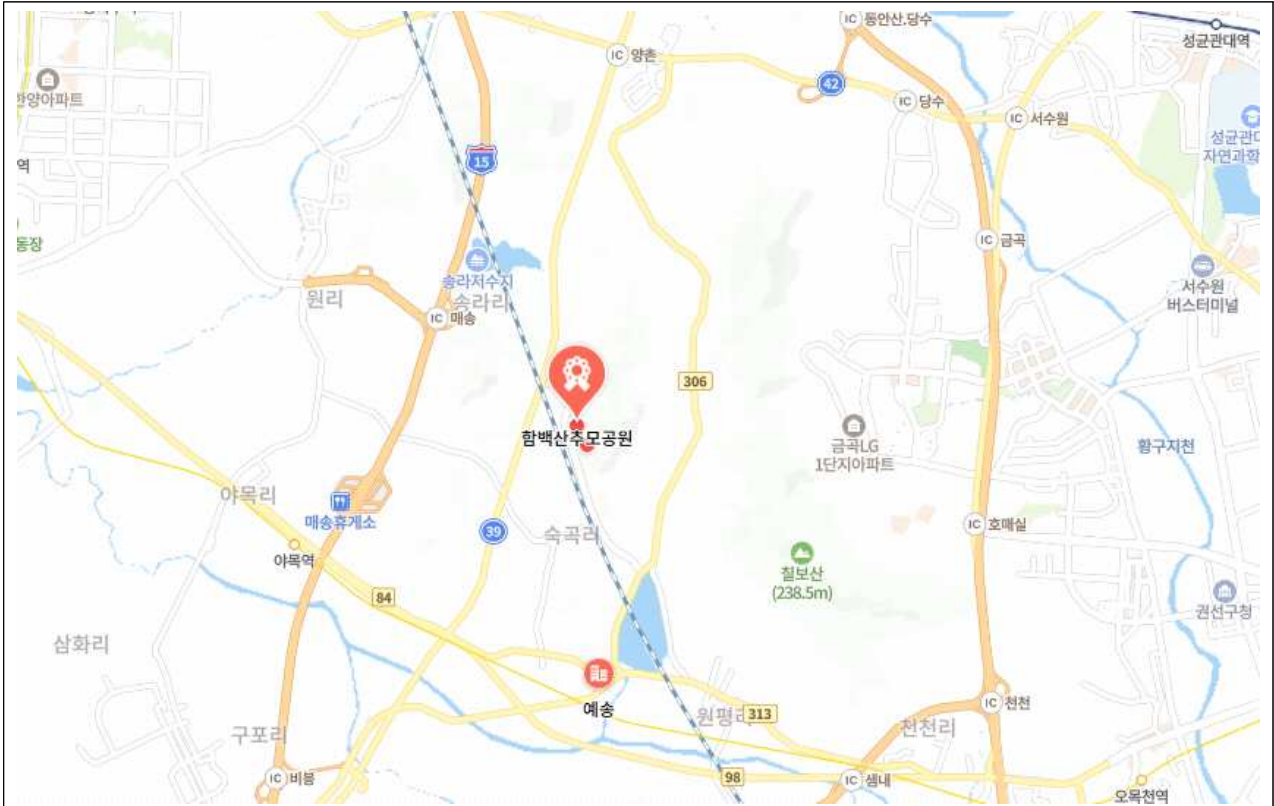 동안산.당수
IC
성균관대역
IC 양촌
한양아파트
42
IC 당수
IC 서수원
성균관대
자연과학
역
15
동장
IC 금곡
송라저수지
서수원
버스터미널
원리
송라리
IC 매송
306
함백산추모공원
금곡LG
1단지아파트
황구지천
야목리
매송휴게소
39
숙곡리
IC 호매실
야목역
칠보산
(238.5m)
84
권선구청
삼화리
예송
원평리
313
IC 천천
천천리
구포리
IC 비봉
98
IC 쎔내
오목천역